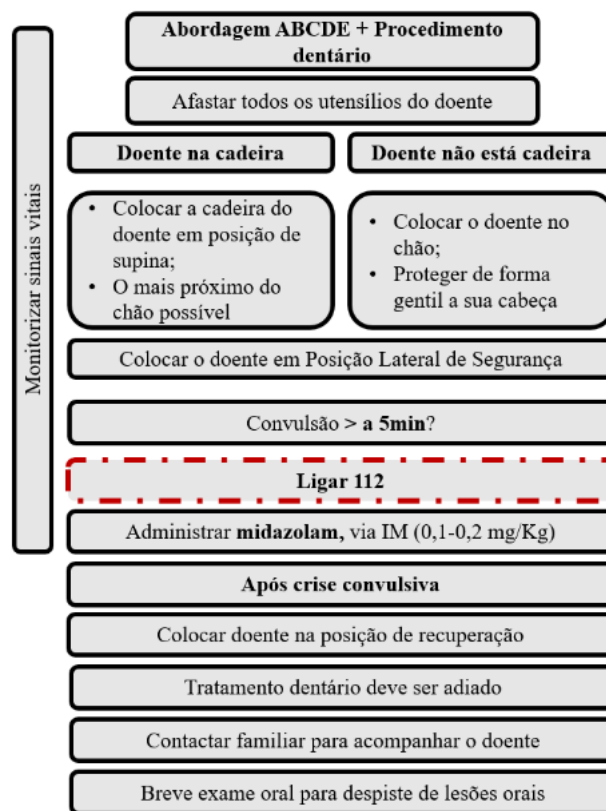 Monitorizar sinais vitais
Abordagem ABCDE + Procedimento
dentário
Afastar todos os utensílios do doente
Doente na cadeira
Doente não está cadeira
• Colocar a cadeira do
doente em posição de
supina;
• O mais próximo do
chão possível
• Colocar o doente no
chão;
• Proteger de forma
gentil a sua cabeça
Colocar o doente em Posição Lateral de Segurança
Convulsão > a 5min?
Ligar 112
Administrar midazolam, via IM (0,1-0,2 mg/Kg)
Após crise convulsiva
Colocar doente na posição de recuperação
Tratamento dentário deve ser adiado
Contactar familiar para acompanhar o doente
Breve exame oral para despiste de lesões orais